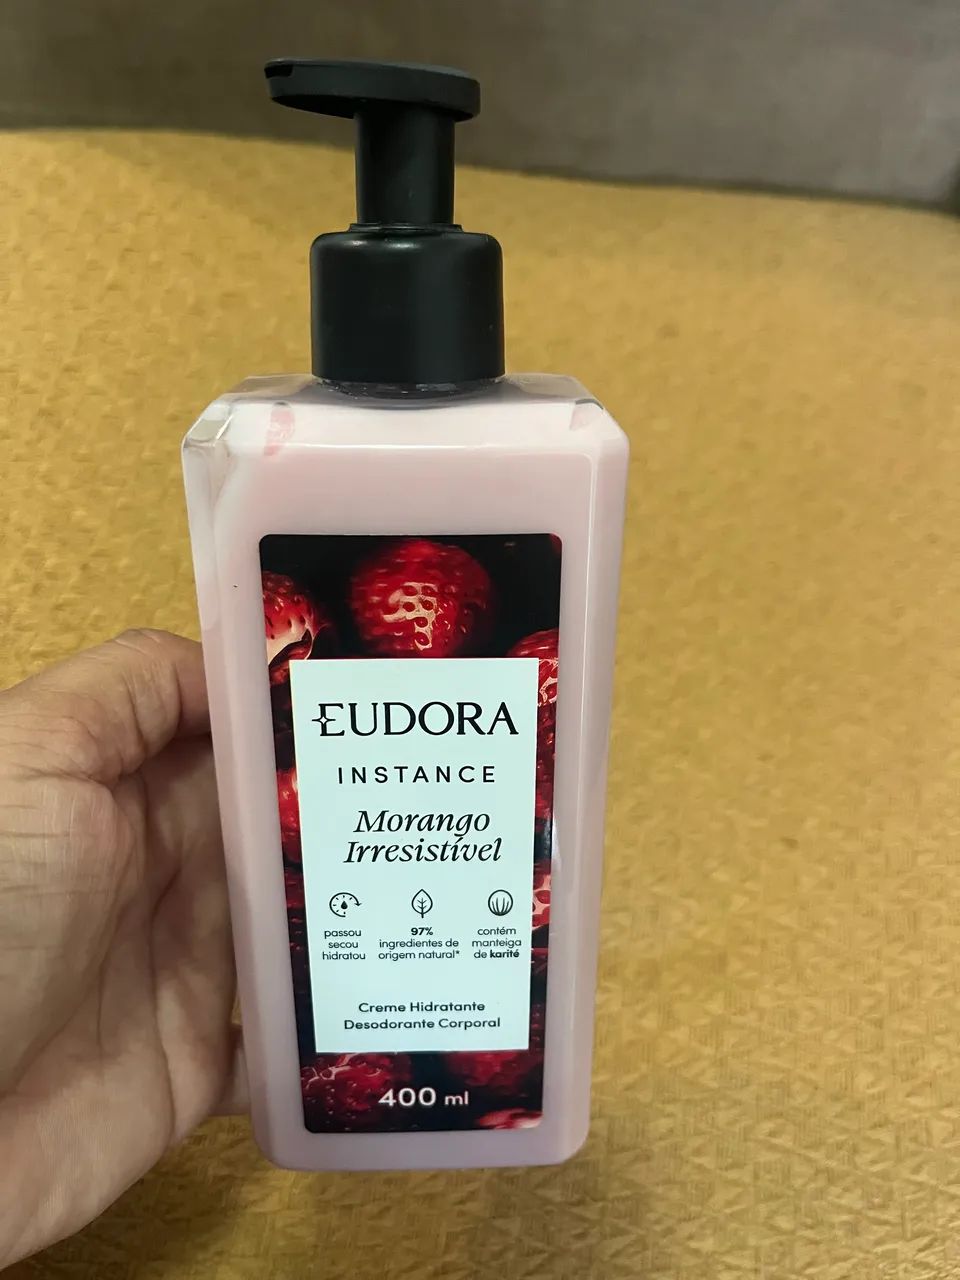 EUDORA
INSTANCE
Morango
Irresistível
passou
secou
hidratou
97%
ingredientes de
origem natural*
contém
manteiga
de karité
Creme Hidratante
Desodorante Corporal
400 ml